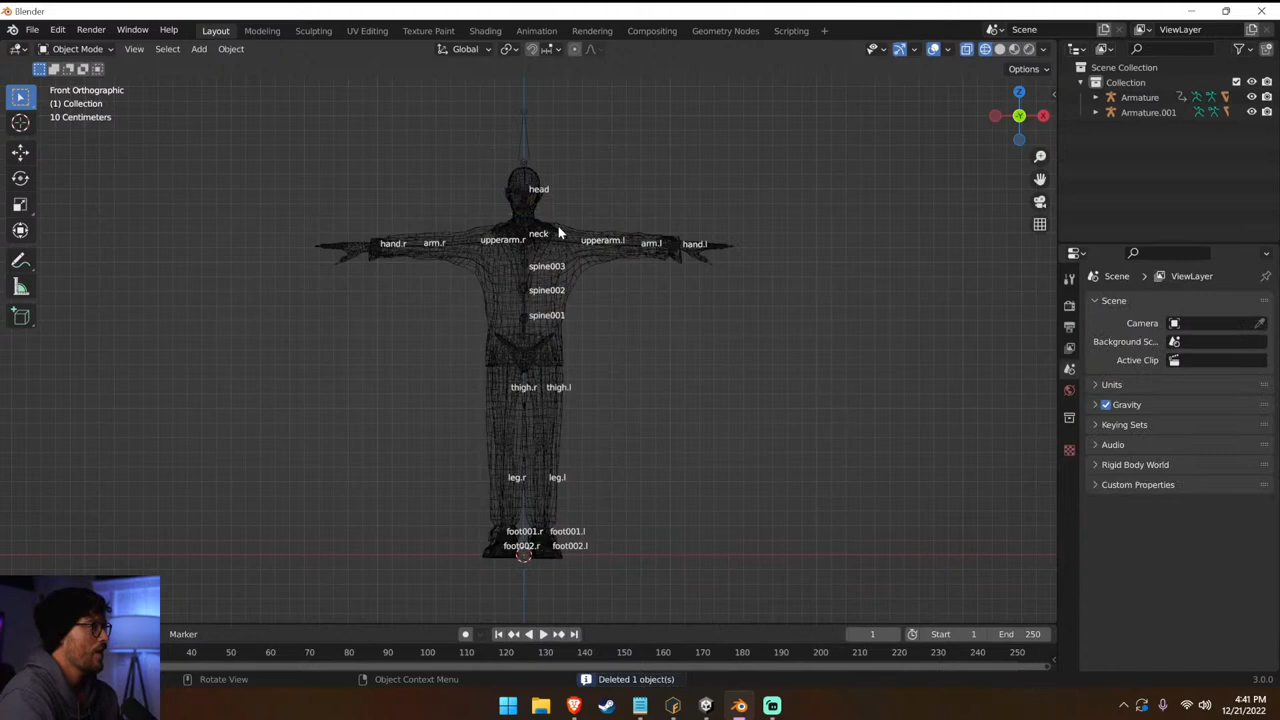 Blender
File Edit Render Window Help
Layout Modeling Sculpting UV Editing Texture Paint Shading Animation Rendering Compositing Geometry Nodes Scripting +
Scene
ViewLayer
Object Mode View Select Add Object
Global
Options
Front Orthographic
(1) Collection
10 Centimeters
Z
-Y
X
head
neck
hand.r arm.r upperarm.r upperarm.l arm.l hand.l
spine003
spine002
spine001
thigh.r thigh.l
leg.r leg.l
foot001.r foot001.l
foot002.r foot002.l
Scene Collection
Collection
Armature
Armature.001
Scene ViewLayer
Scene
Camera
Background Sc...
Active Clip
Units
Gravity
Keying Sets
Audio
Rigid Body World
Custom Properties
Marker
1 Start 1 End 250
40 50 60 70 80 90 100 110 120 130 140 150 160 170 180 190 200 210 220 230 240 250
Rotate View Object Context Menu Deleted 1 object(s) 3.0.0
4:41 PM
12/21/2022